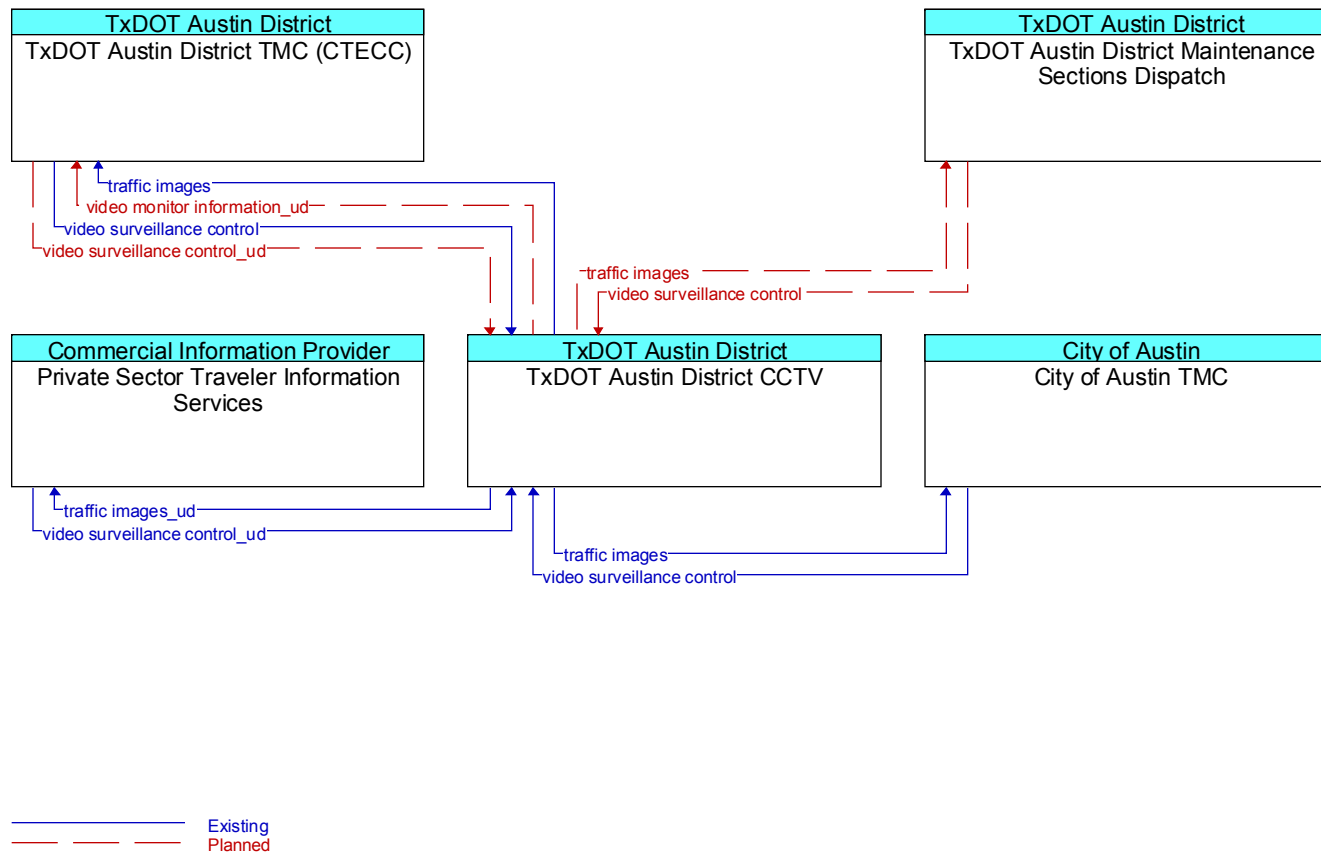 TxDOT Austin District
TxDOT Austin District TMC (CTECC)
TxDOT Austin District
TxDOT Austin District Maintenance
Sections Dispatch
traffic images
video monitor information_ud
video surveillance control
video surveillance control_ud
traffic images
video surveillance control
Commercial Information Provider
Private Sector Traveler Information
Services
TxDOT Austin District
TxDOT Austin District CCTV
City of Austin
City of Austin TMC
traffic images_ud
video surveillance control_ud
traffic images
video surveillance control
Existing
Planned